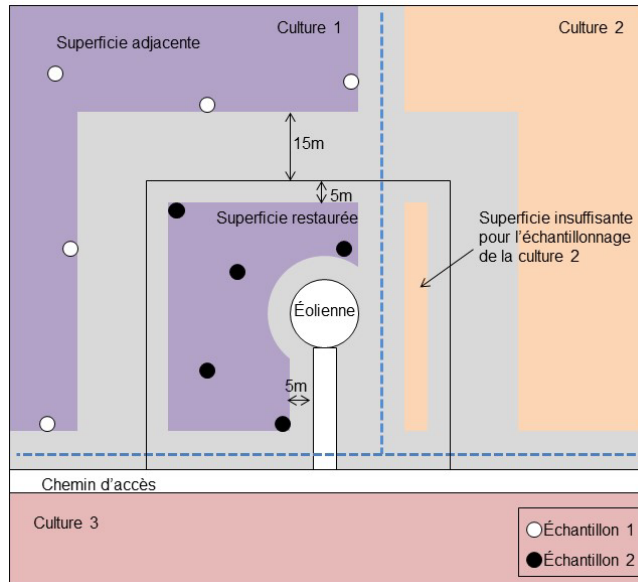 Culture 1
Culture 2
Superficie adjacente
15m
5m
Superficie restaurée
Superficie insuffisante
pour l'échantillonnage
de la culture 2
Éolienne
5m
Chemin d'accès
Culture 3
Échantillon 1
Échantillon 2